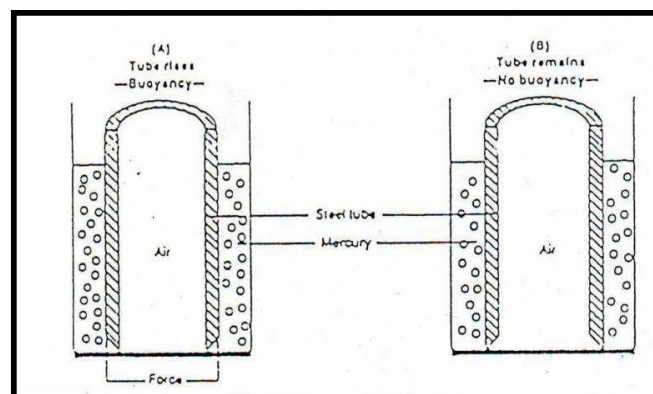 (A)
Tube rises
Buoyancy
(B)
Tube remains
No buoyancy
Steel tube
Mercury
Air
Air
Force